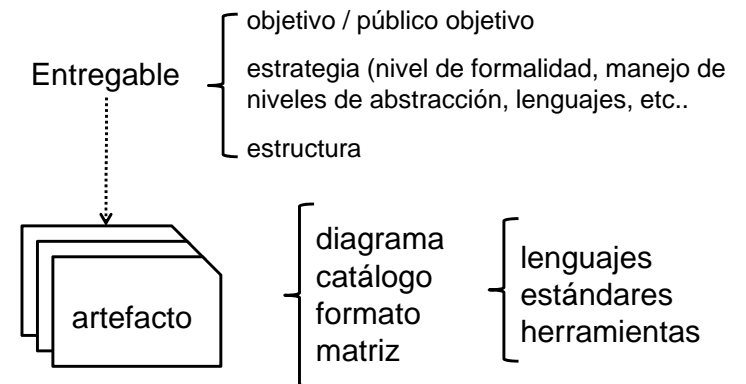 objetivo / público objetivo
Entregable
estrategia (nivel de formalidad, manejo de
niveles de abstracción, lenguajes, etc..
estructura
artefacto
diagrama
catálogo
formato
matriz
lenguajes
estándares
herramientas